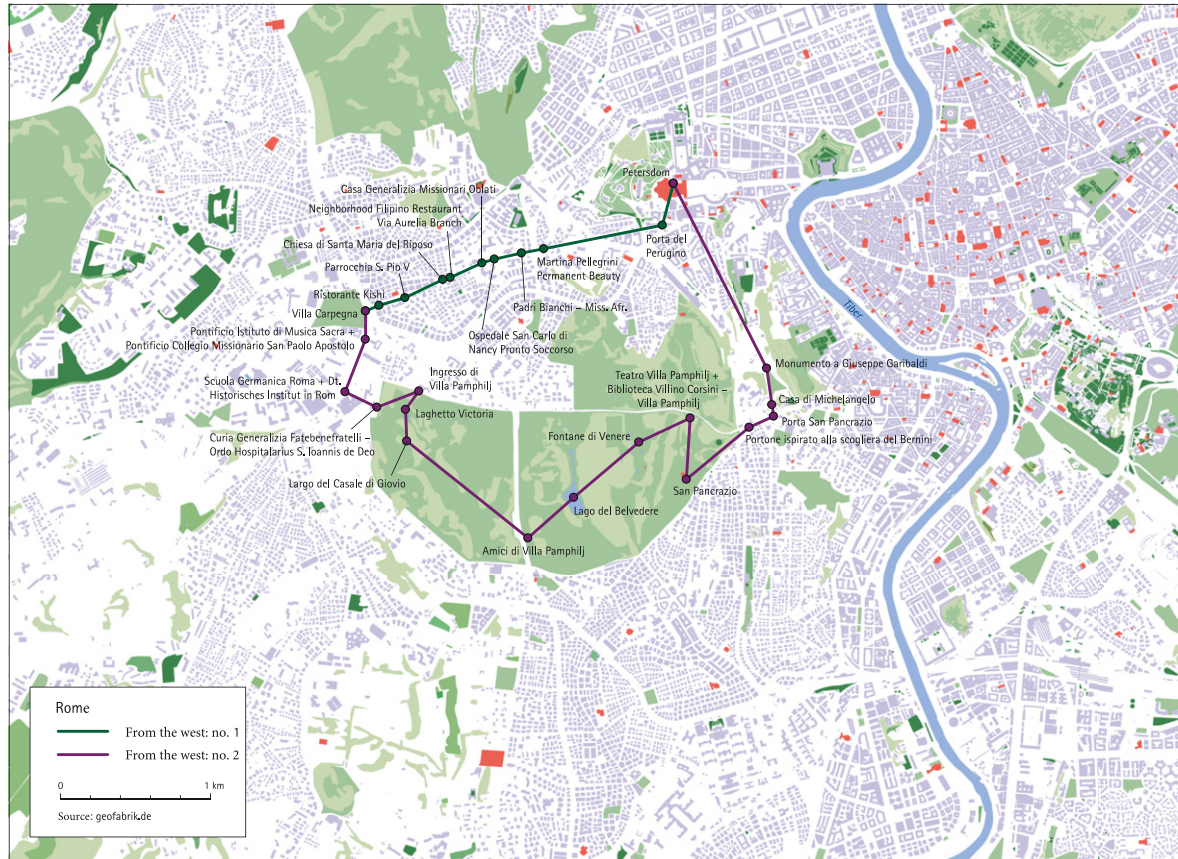 Petersdom
Casa Generalizia Missionari Oblati
Neighborhood Filipino Restaurant
Via Aurelia Branch
Porta del
Perugino
Chiesa di Santa Maria del Riposo
Martina Pellegrini
Permanent Beauty
Parrocchia S. Pio V
Ristorante Kishi
Padri Bianchi – Miss. Afr.
Villa Carpegna
Pontificio Istituto di Musica Sacra +
Pontificio Collegio Missionario San Paolo Apostolo
Ospedale San Carlo di
Nancy Pronto Soccorso
Tiber
Monumento a Giuseppe Garibaldi
Ingresso di
Villa Pamphilj
Teatro Villa Pamphilj +
Biblioteca Villino Corsini –
Villa Pamphilj
Scuola Germanica Roma + Dt.
Historisches Institut in Rom
Casa di Michelangelo
Laghetto Victoria
Porta San Pancrazio
Portone ispirato alla scogliera del Bernini
Curia Generalizia Fatebenefratelli –
Ordo Hospitalarius S. Ioannis de Deo
Fontane di Venere
Largo del Casale di Giovio
San Pancrazio
Lago del Belvedere
Amici di Villa Pamphilj
Rome
From the west: no. 1
From the west: no. 2
0 1 km
Source: geofabrik.de